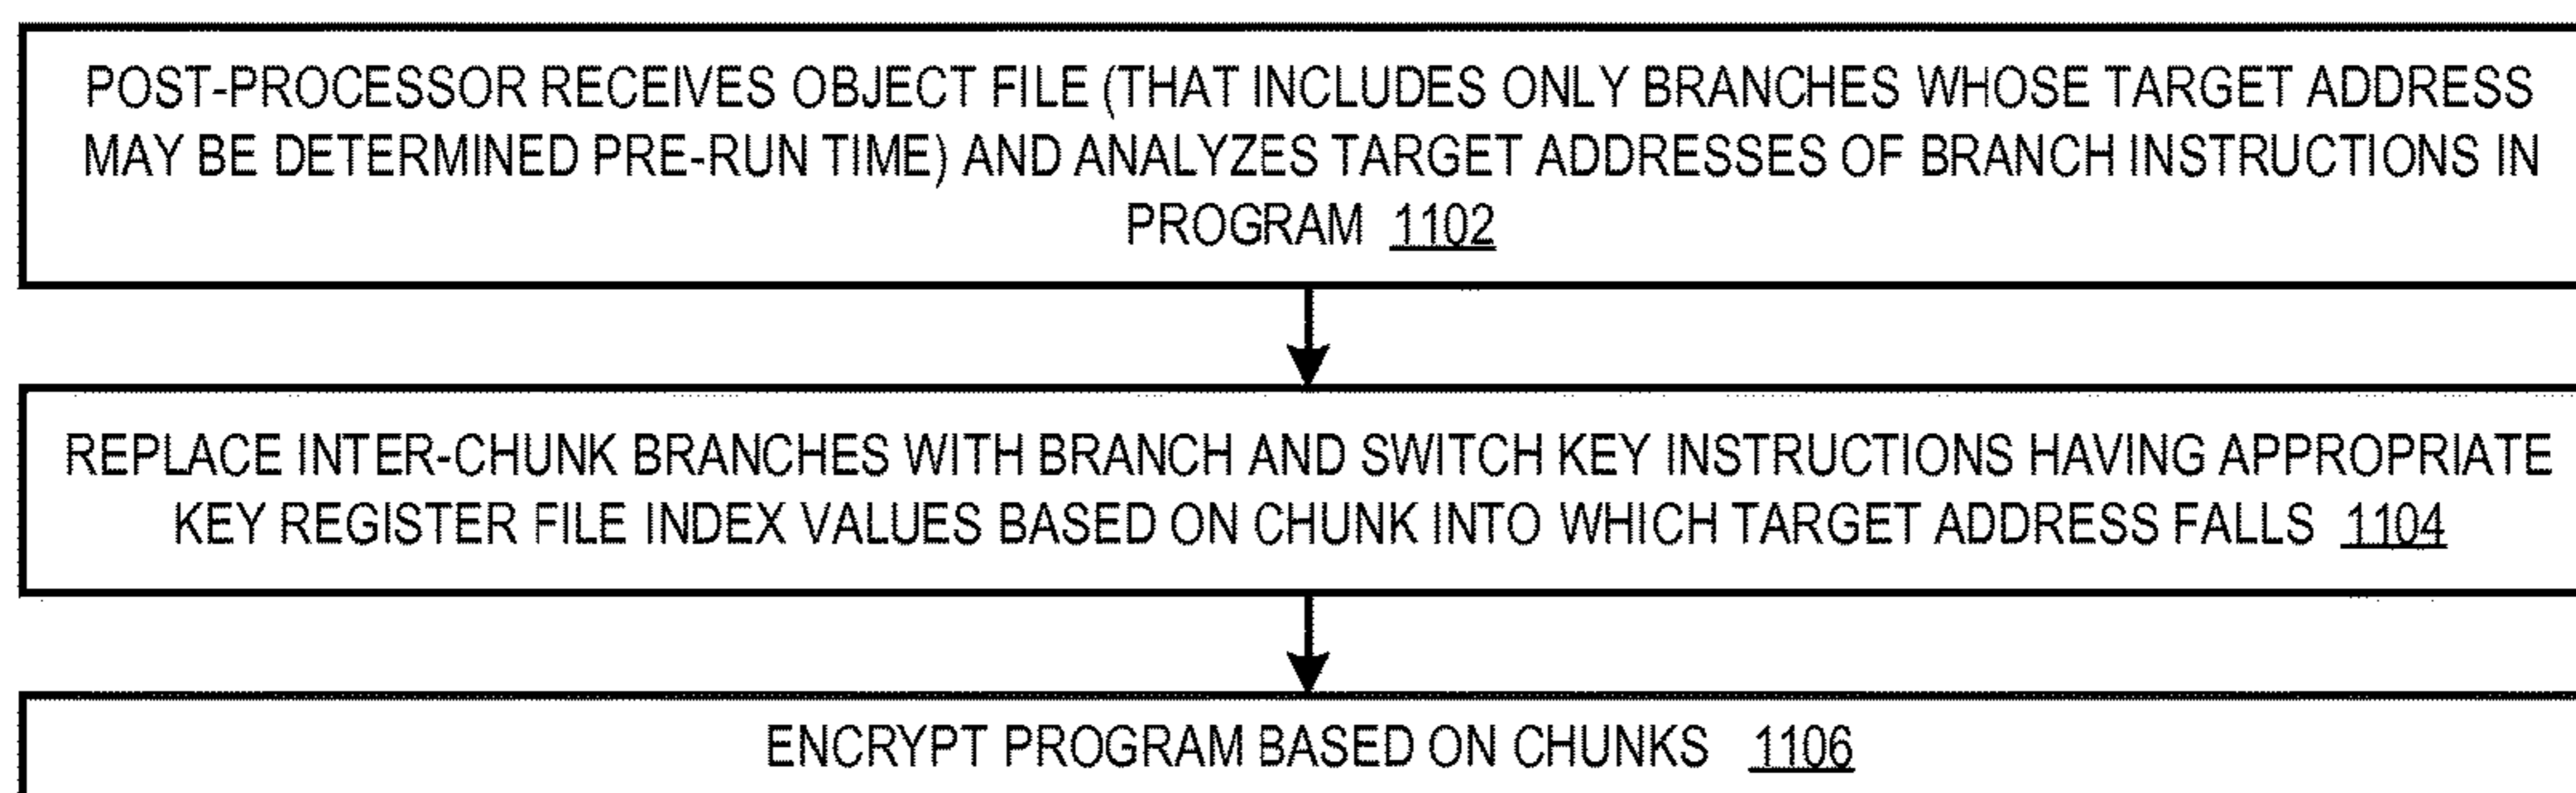 POST-PROCESSOR RECEIVES OBJECT FILE (THAT INCLUDES ONLY BRANCHES WHOSE TARGET ADDRESS
MAY BE DETERMINED PRE-RUN TIME) AND ANALYZES TARGET ADDRESSES OF BRANCH INSTRUCTIONS IN
PROGRAM 1102
REPLACE INTER-CHUNK BRANCHES WITH BRANCH AND SWITCH KEY INSTRUCTIONS HAVING APPROPRIATE
KEY REGISTER FILE INDEX VALUES BASED ON CHUNK INTO WHICH TARGET ADDRESS FALLS 1104
ENCRYPT PROGRAM BASED ON CHUNKS 1106